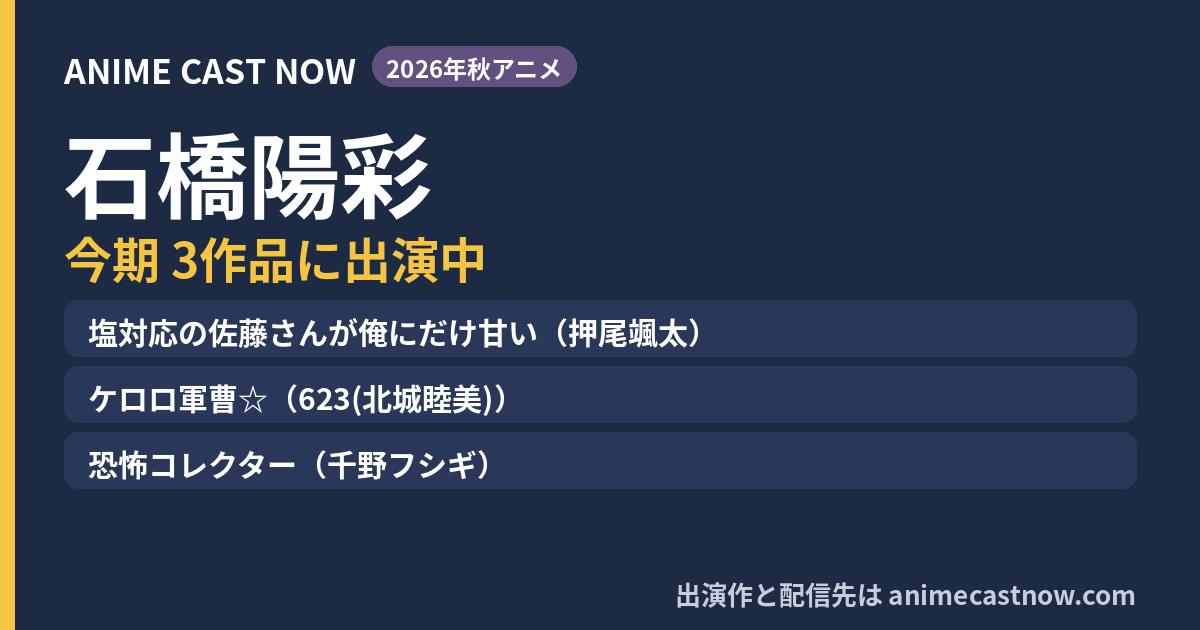 ANIME CAST NOW 2026年秋アニメ
石橋陽彩
今期 3作品に出演中
塩対応の佐藤さんが俺にだけ甘い（押尾颯太）
ケロロ軍曹☆（623(北城睦美)）
恐怖コレクター（千野フシギ）
出演作と配信先は animecastnow.com